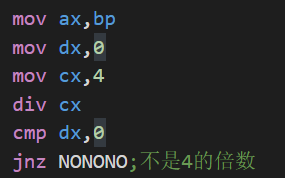 mov ax,bp
mov dx,0
mov cx,4
div cx
cmp dx,0
jnz NONONO;不是4的倍数